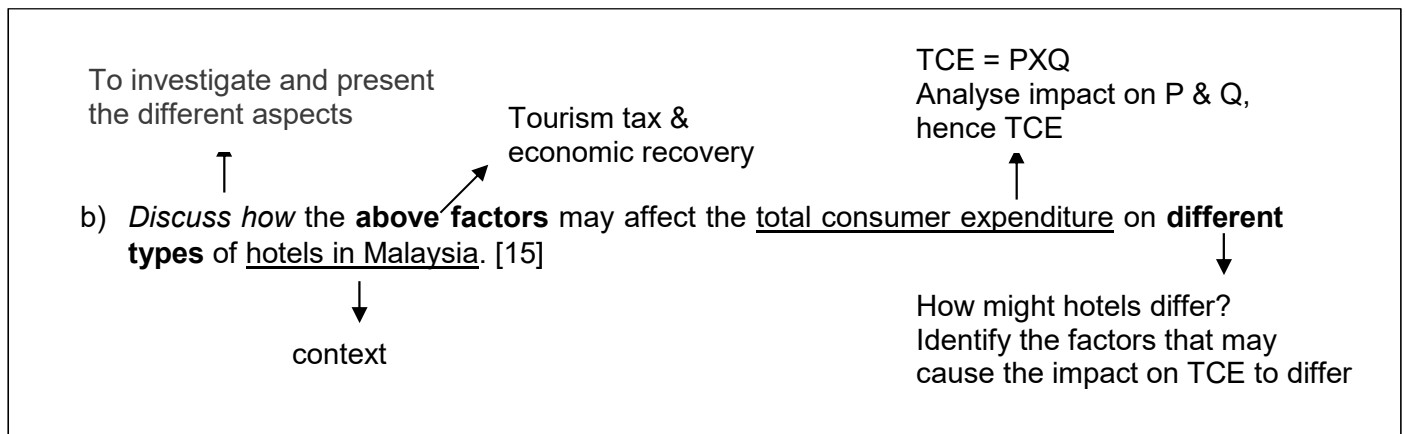 To investigate and present
the different aspects
Tourism tax &
economic recovery
TCE = PXQ
Analyse impact on P & Q,
hence TCE
b) Discuss how the above factors may affect the total consumer expenditure on different
types of hotels in Malaysia. [15]
context
How might hotels differ?
Identify the factors that may
cause the impact on TCE to differ